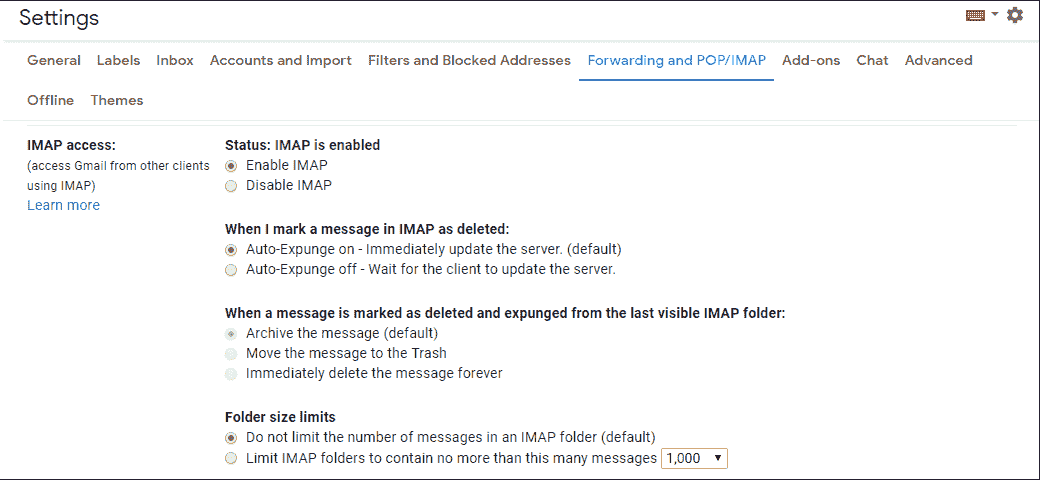 Settings
General Labels Inbox Accounts and Import Filters and Blocked Addresses Forwarding and POP/IMAP Add-ons Chat Advanced
Offline Themes
IMAP access:
(access Gmail from other clients
using IMAP)
Learn more
Status: IMAP is enabled
Enable IMAP
Disable IMAP
When I mark a message in IMAP as deleted:
Auto-Expunge on - Immediately update the server. (default)
Auto-Expunge off - Wait for the client to update the server.
When a message is marked as deleted and expunged from the last visible IMAP folder:
Archive the message (default)
Move the message to the Trash
Immediately delete the message forever
Folder size limits
Do not limit the number of messages in an IMAP folder (default)
Limit IMAP folders to contain no more than this many messages 1,000